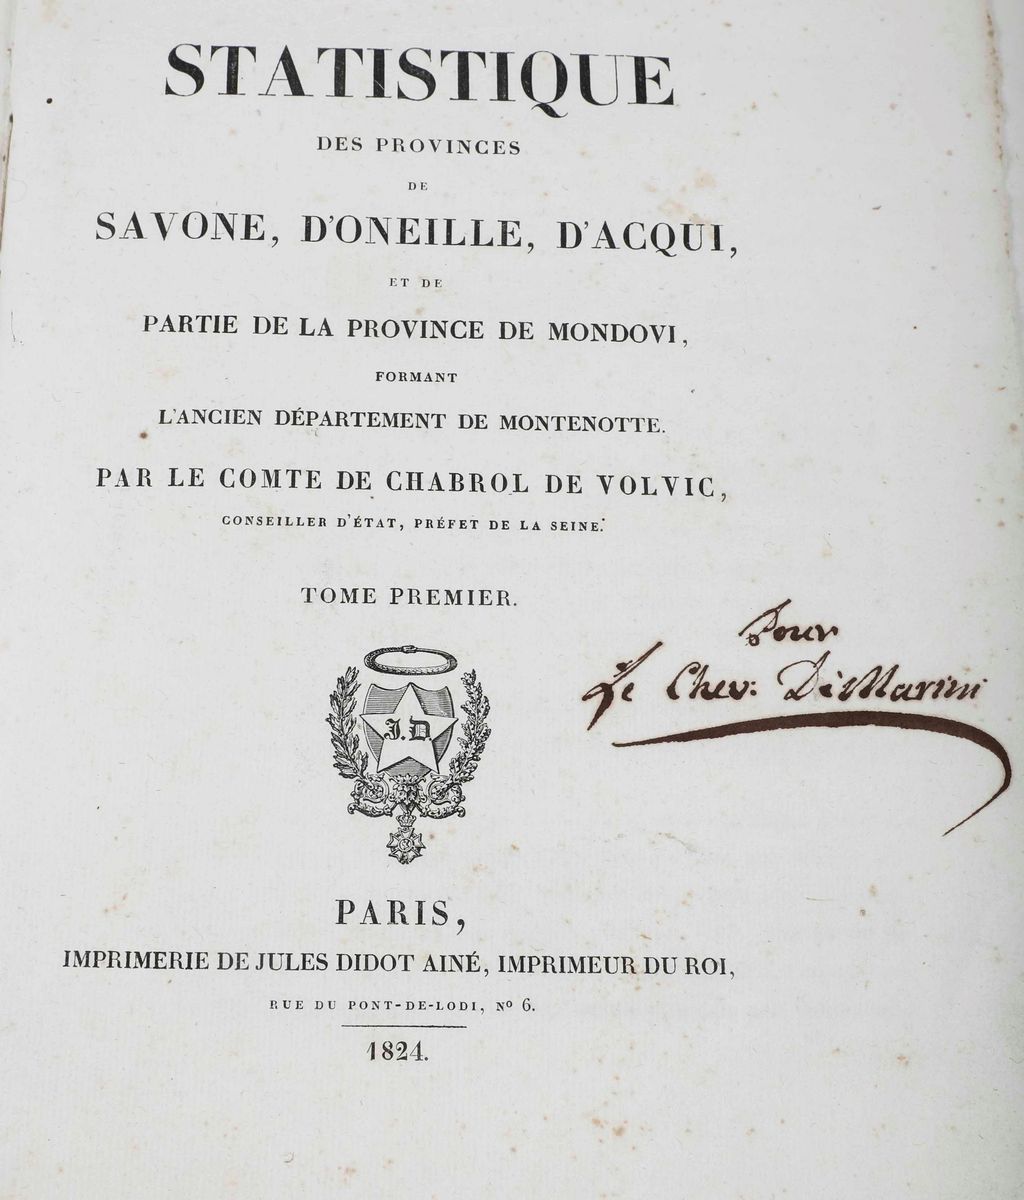 STATISTIQUE
DES PROVINCES
DE
SAVONE, D'ONEILLE, D'ACQUI,
ET DE
PARTIE DE LA PROVINCE DE MONDOVI,
FORMANT
L'ANCIEN DÉPARTEMENT DE MONTENOTTE.
PAR LE COMTE DE CHABROL DE VOLVIC,
CONSEILLER D'ÉTAT, PRÉFET DE LA SEINE.
TOME PREMIER.
Pour
Le Chev: DeMarini
J.D.
PARIS,
IMPRIMERIE DE JULES DIDOT AINÉ, IMPRIMEUR DU ROI,
RUE DU PONT-DE-LODI, Nº 6.
1824.